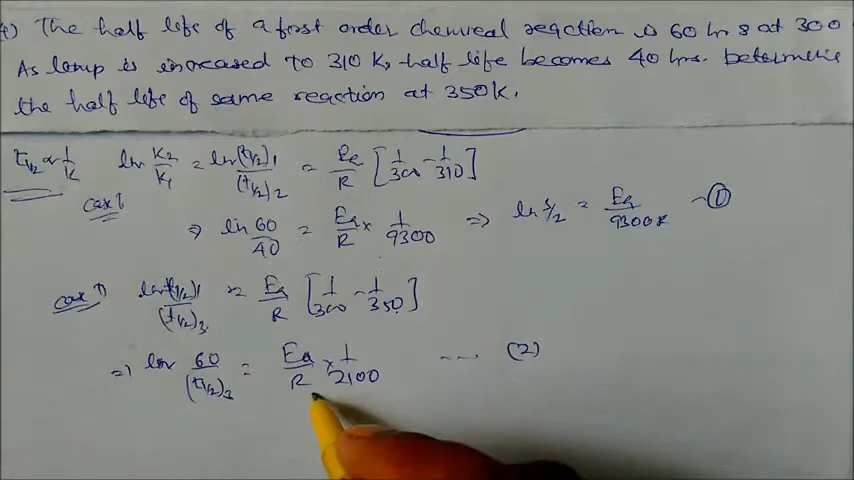 4) The half life of a first order chemical reaction is 60 hrs at 300
As temp is increased to 310 K, half life becomes 40 hrs. Determine
the half life of same reaction at 350K.
t1/2 ∝ 1/K ln K2/K1 = ln (t1/2)1/(t1/2)2 = Ea/R [1/300 - 1/310]
case I
⇒ ln 60/40 = Ea/R × 1/9300 ⇒ ln 3/2 = Ea/9300R ~ ①
case II ln (t1/2)1/(t1/2)3 = Ea/R [1/300 - 1/350]
⇒ ln 60/(t1/2)3 = Ea/R × 1/2100 ---- (2)